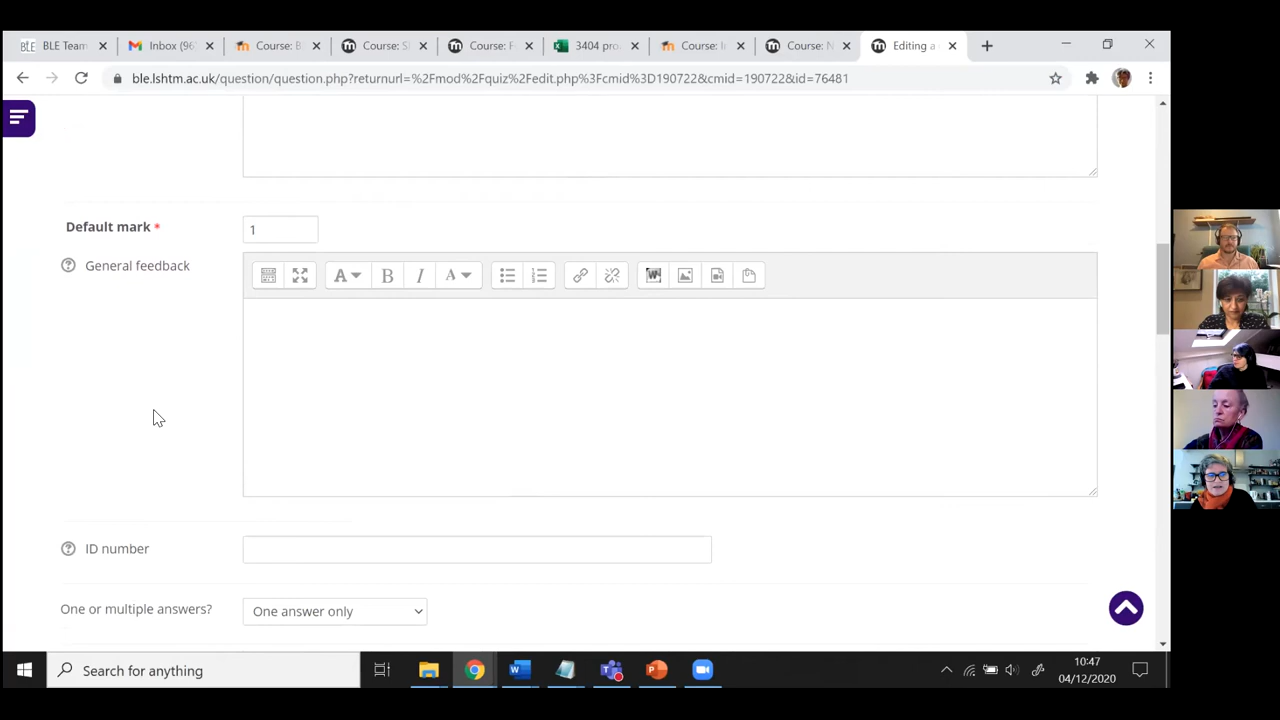 BLE BLE Team
Inbox (96
Course: B
Course: S
Course: F
3404 pro
Course: I
Course: N
Editing a
ble.lshtm.ac.uk/question/question.php?returnurl=%2Fmod%2Fquiz%2Fedit.php%3Fcmid%3D190722&cmid=190722&id=76481
Default mark *
1
General feedback
A B I A
ID number
One or multiple answers?
One answer only
Search for anything
10:47
04/12/2020